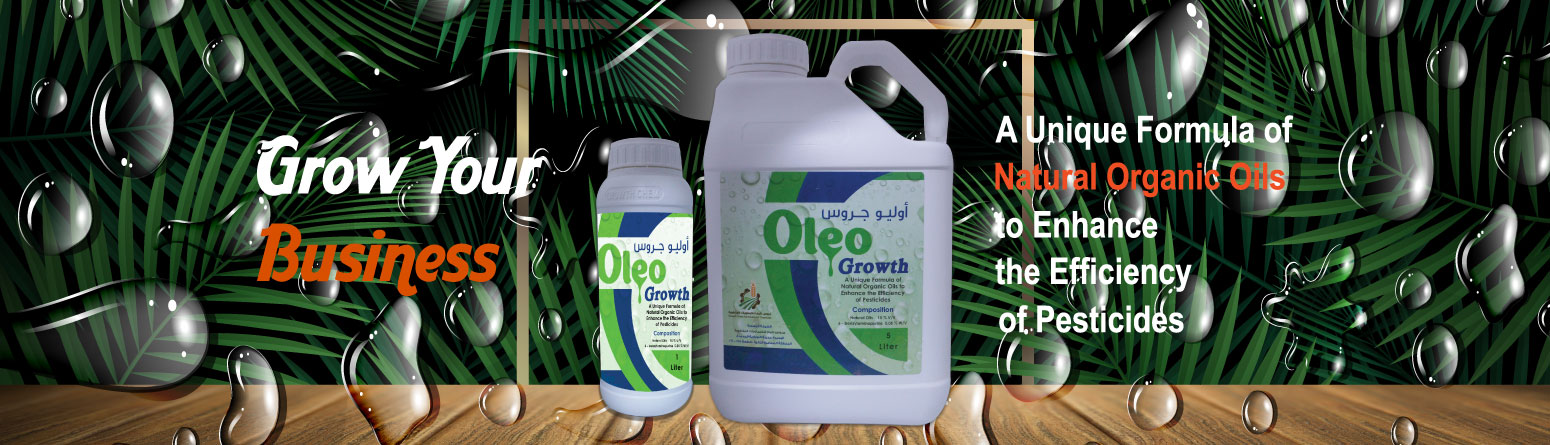 Grow Your
Business
أوليو جروس
Oleo
Growth
A Unique Formula of
Natural Organic Oils to
Enhance the Efficiency
of Pesticides
Composition
1
Liter
أوليو جروس
Oleo
Growth
A Unique Formula of
Natural Organic Oils to
Enhance the Efficiency
of Pesticides
Composition
Natural Oils
5
Liter
A Unique Formula of
Natural Organic Oils
to Enhance
the Efficiency
of Pesticides